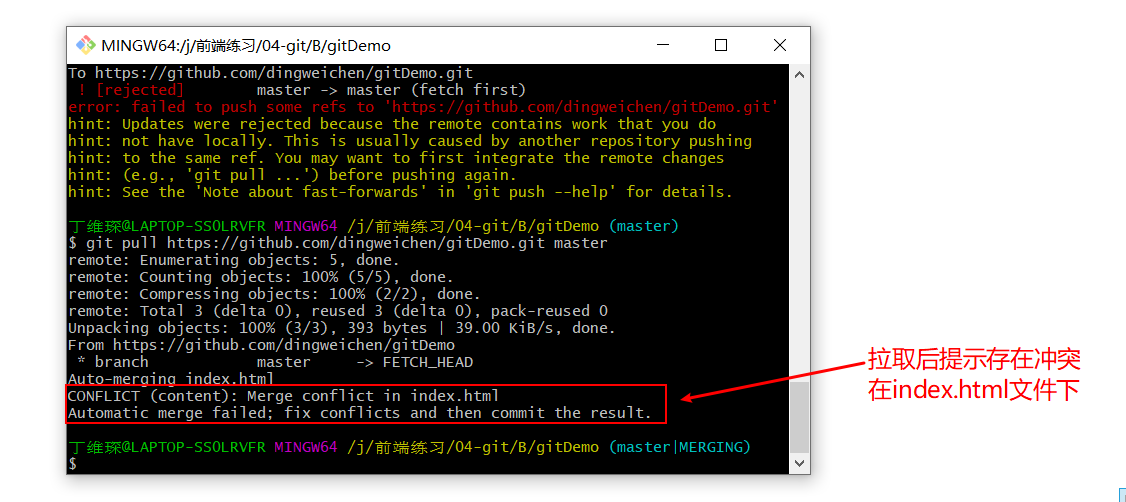 MINGW64:/j/前端练习/04-git/B/gitDemo
To https://github.com/dingweichen/gitDemo.git
 ! [rejected]        master -> master (fetch first)
error: failed to push some refs to 'https://github.com/dingweichen/gitDemo.git'
hint: Updates were rejected because the remote contains work that you do
hint: not have locally. This is usually caused by another repository pushing
hint: to the same ref. You may want to first integrate the remote changes
hint: (e.g., 'git pull ...') before pushing again.
hint: See the 'Note about fast-forwards' in 'git push --help' for details.
丁维琛@LAPTOP-SS0LRVFR MINGW64 /j/前端练习/04-git/B/gitDemo (master)
$ git pull https://github.com/dingweichen/gitDemo.git master
remote: Enumerating objects: 5, done.
remote: Counting objects: 100% (5/5), done.
remote: Compressing objects: 100% (2/2), done.
remote: Total 3 (delta 0), reused 3 (delta 0), pack-reused 0
Unpacking objects: 100% (3/3), 393 bytes | 39.00 KiB/s, done.
From https://github.com/dingweichen/gitDemo
 * branch            master     -> FETCH_HEAD
Auto-merging index.html
CONFLICT (content): Merge conflict in index.html
Automatic merge failed; fix conflicts and then commit the result.
丁维琛@LAPTOP-SS0LRVFR MINGW64 /j/前端练习/04-git/B/gitDemo (master|MERGING)
$
拉取后提示存在冲突
在index.html文件下